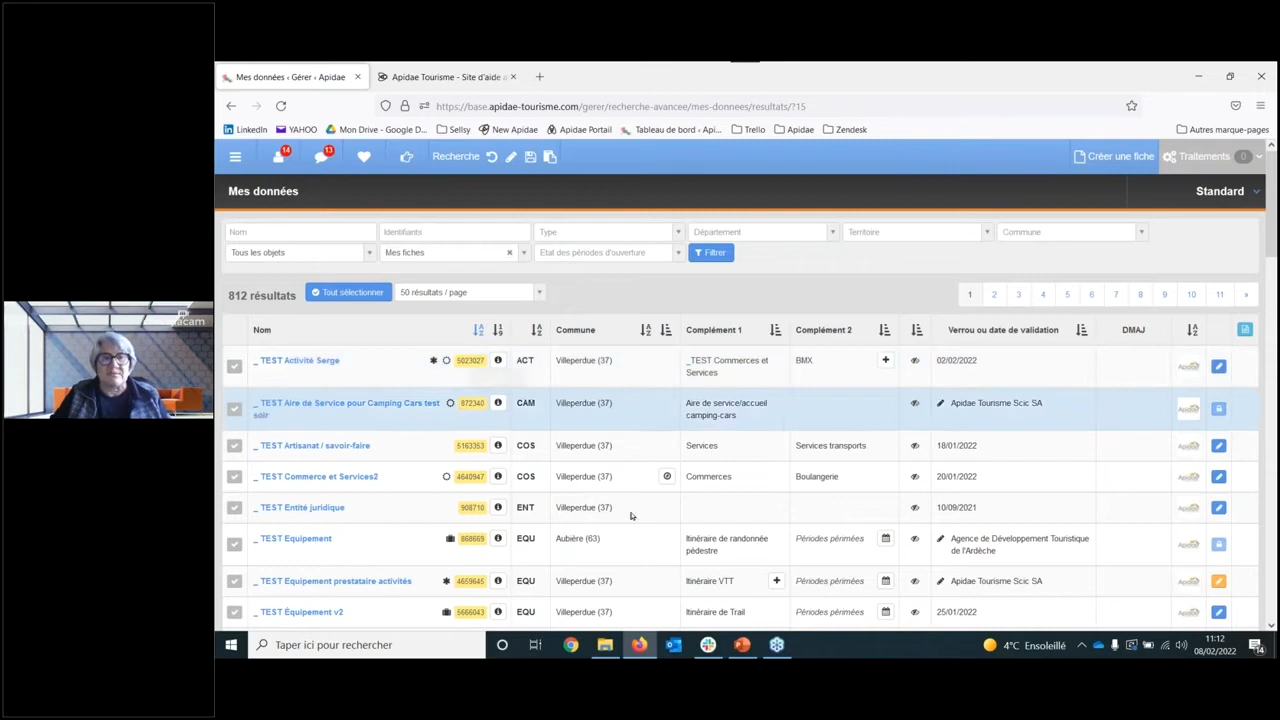 Mes données ‹ Gérer ‹ Apidae
Apidae Tourisme - Site d'aide a
https://base.apidae-tourisme.com/gerer/recherche-avancee/mes-donnees/resultats/?15
LinkedIn YAHOO Mon Drive - Google D... Sellsy New Apidae Apidae Portail Tableau de bord ‹ Api... Trello Apidae Zendesk Autres marque-pages
14 13 Recherche Créer une fiche Traitements 0
Mes données Standard
Nom Identifiants Type Département Territoire Commune
Tous les objets Mes fiches Etat des périodes d'ouverture Filtrer
812 résultats Tout sélectionner 50 résultats / page 1 2 3 4 5 6 7 8 9 10 11 »
Nom Commune Complément 1 Complément 2 Verrou ou date de validation DMAJ
_ TEST Activité Serge 5023027 ACT Villeperdue (37) _TEST Commerces et Services BMX 02/02/2022
_ TEST Aire de Service pour Camping Cars test soir 872340 CAM Villeperdue (37) Aire de service/accueil camping-cars Apidae Tourisme Scic SA
_ TEST Artisanat / savoir-faire 5163353 COS Villeperdue (37) Services Services transports 18/01/2022
_ TEST Commerce et Services2 4640947 COS Villeperdue (37) Commerces Boulangerie 20/01/2022
_ TEST Entité juridique 908710 ENT Villeperdue (37) 10/09/2021
_ TEST Equipement 868669 EQU Aubière (63) Itinéraire de randonnée pédestre Périodes périmées Agence de Développement Touristique de l'Ardèche
_ TEST Equipement prestataire activités 4659645 EQU Villeperdue (37) Itinéraire VTT Périodes périmées Apidae Tourisme Scic SA
_ TEST Équipement v2 5666043 EQU Villeperdue (37) Itinéraire de Trail Périodes périmées 25/01/2022
Taper ici pour rechercher 4°C Ensoleillé 11:12
08/02/2022 14